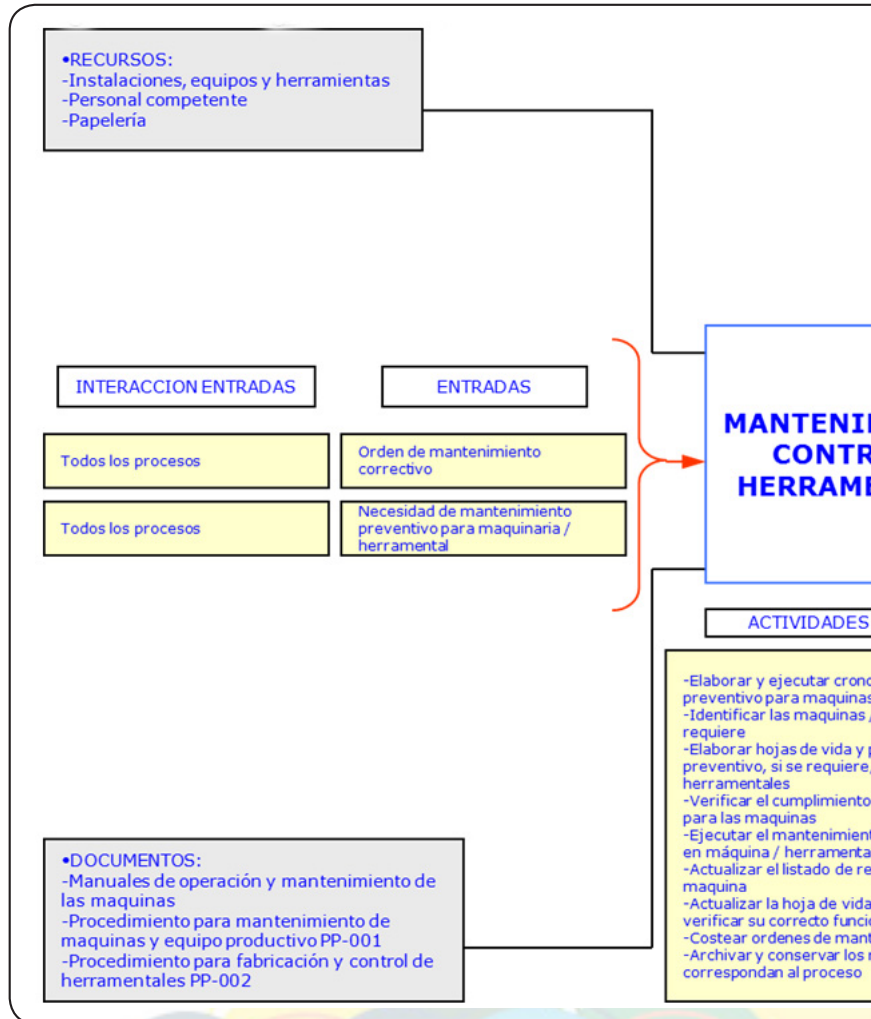 •RECURSOS:
-Instalaciones, equipos y herramientas
-Personal competente
-Papelería
INTERACCION ENTRADAS
ENTRADAS
Todos los procesos
Orden de mantenimiento
correctivo
Todos los procesos
Necesidad de mantenimiento
preventivo para maquinaria /
herramental
CONTR
ACTIVIDADES
-Elaborar y ejecutar
preventivo para maquinas
-Identificar las maquinas /
requiere
-Elaborar hojas de vida y
preventivo, si se requiere,
herramentales
-Verificar el cumplimiento
para las maquinas
-Ejecutar el
en máquina /
-Actualizar el listado de
maquina
-Actualizar la hoja de vida
verificar su correcto
-Costear ordenes de
-Archivar y conservar los
correspondan al proceso
•DOCUMENTOS:
-Manuales de operación y mantenimiento de
las maquinas
-Procedimiento para mantenimiento de
maquinas y equipo productivo PP-001
-Procedimiento para fabricación y control de
herramentales PP-002